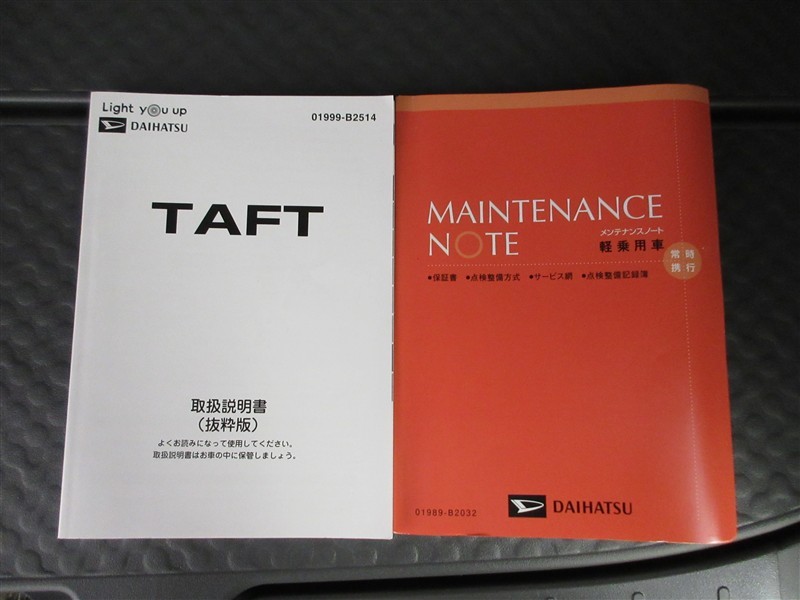 Light you up
DAIHATSU
01999-B2514
TAFT
取扱説明書
(抜粋版)
よくお読みになって使用してください。
取扱説明書はお車の中に保管しましょう。
MAINTENANCE
NOTE
メンテナンスノート
軽乗用車
常時
携行
●保証書 ●点検整備方式 ●サービス網 ●点検整備記録簿
01989-B2032
DAIHATSU